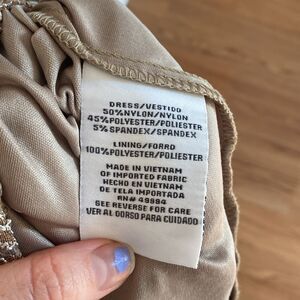 DRESS/VESTIDO
50%NYLON/NYLON
45%POLYESTER/POLIESTER
5%SPANDEX/SPANDEX
LINING/FORRO
100%POLYESTER/POLIESTER
MADE IN VIETNAM
OF IMPORTED FABRIC
HECHO EN VIETNAM
DE TELA IMPORTADA
RN# 49994
SEE REVERSE FOR CARE
VER AL DORSO PARA CUIDADO